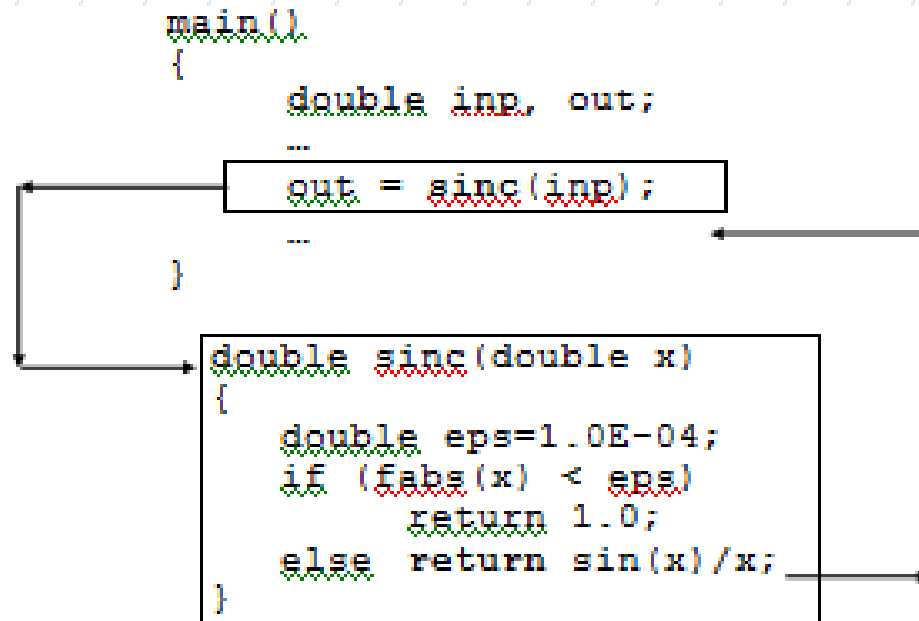 main()
{
double inp, out;
…
out = sinc(inp);
…
}
double sinc(double x)
{
double eps=1.0E-04;
if (fabs(x) < eps)
return 1.0;
else return sin(x)/x;
}